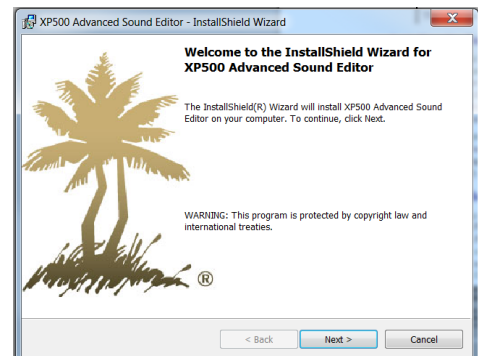 XP500 Advanced Sound Editor - InstallShield Wizard
Welcome to the InstallShield Wizard for
XP500 Advanced Sound Editor
The InstallShield(R) Wizard will install XP500 Advanced Sound
Editor on your computer. To continue, click Next.
WARNING: This program is protected by copyright law and
international treaties.
®
< Back
Next >
Cancel